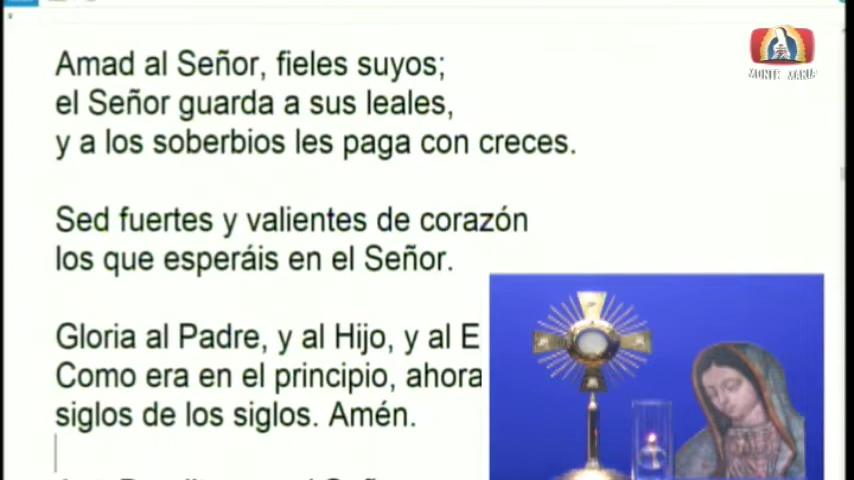 MONTE MARIA
Amad al Señor, fieles suyos;
el Señor guarda a sus leales,
y a los soberbios les paga con creces.
Sed fuertes y valientes de corazón
los que esperáis en el Señor.
Gloria al Padre, y al Hijo, y al E
Como era en el principio, ahora
siglos de los siglos. Amén.